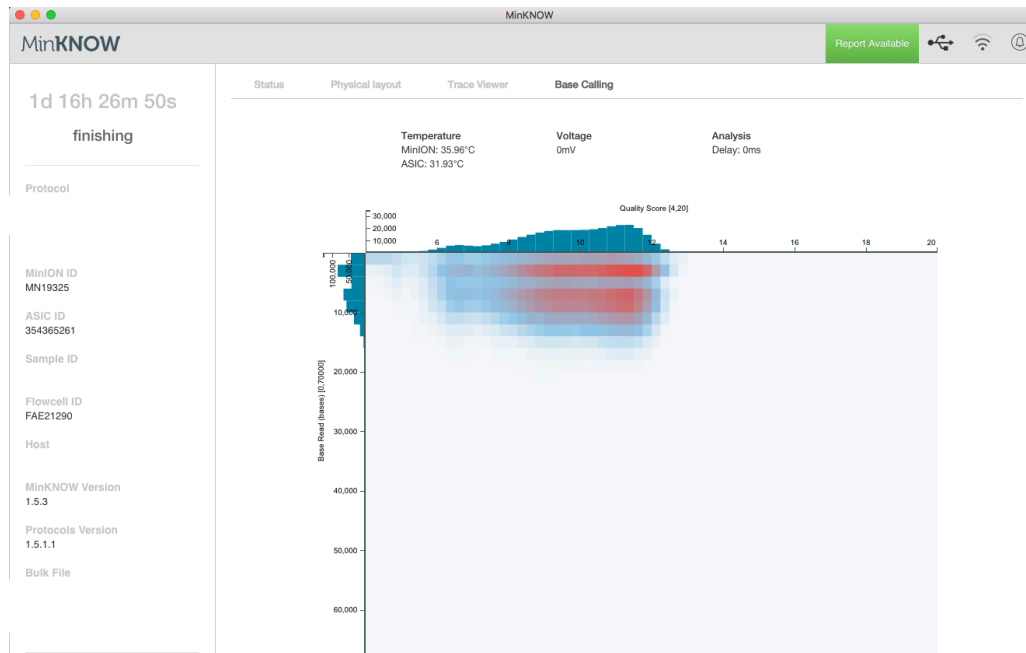 MinKNOW
MinKNOW
Report Available
1d 16h 26m 50s
finishing
Protocol
MinION ID
MN19325
ASIC ID
354365261
Sample ID
Flowcell ID
FAE21290
Host
MinKNOW Version
1.5.3
Protocols Version
1.5.1.1
Bulk File
Status Physical layout Trace Viewer Base Calling
Temperature Voltage Analysis
MinION: 35.96°C 0mV Delay: 0ms
ASIC: 31.93°C
Quality Score [4,20]
30,000
20,000
10,000
6 8 10 12 14 16 18 20
100,000
50,000
Base Read (bases) [0,70000]
10,000
20,000
30,000
40,000
50,000
60,000